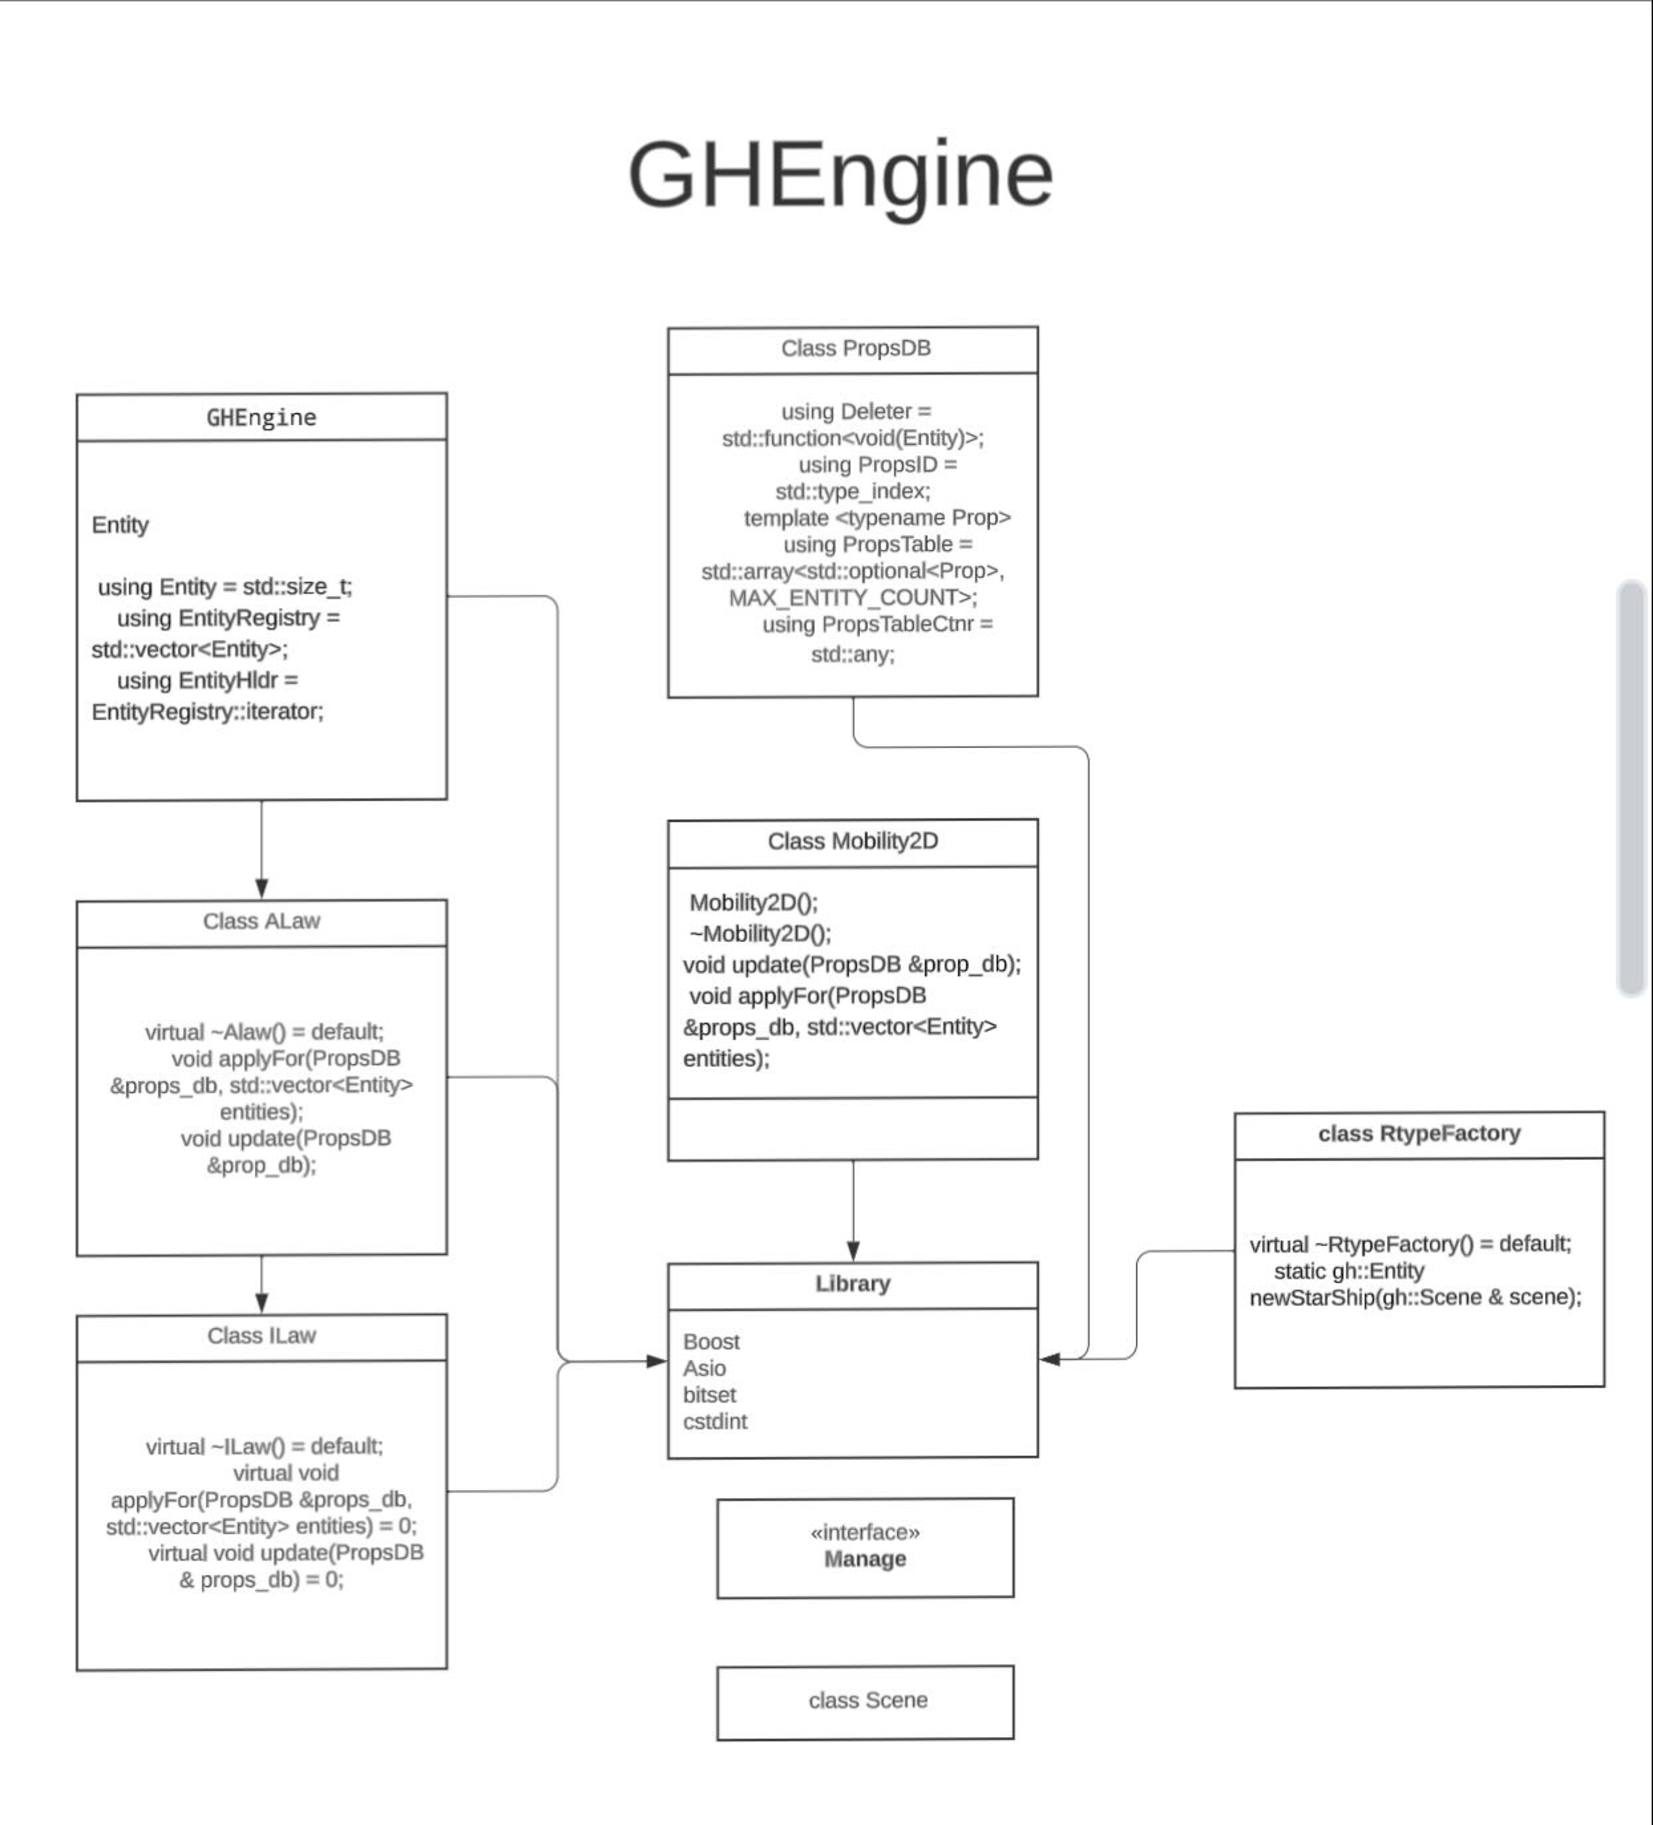 GHEngine
GHEngine
Entity
using Entity = std::size_t;
using EntityRegistry =
std::vector<Entity>;
using EntityHldr =
EntityRegistry::iterator;
Class ALaw
virtual ~Alaw() = default;
void applyFor(PropsDB
&props_db, std::vector<Entity>
entities);
void update(PropsDB
&prop_db);
Class ILaw
virtual ~ILaw() = default;
virtual void
applyFor(PropsDB &props_db,
std::vector<Entity> entities) = 0;
virtual void update(PropsDB
& props_db) = 0;
Class PropsDB
using Deleter =
std::function<void(Entity)>;
using PropsID =
std::type_index;
template <typename Prop>
using PropsTable =
std::array<std::optional<Prop>,
MAX_ENTITY_COUNT>;
using PropsTableCtnr =
std::any;
Class Mobility2D
Mobility2D();
~Mobility2D();
void update(PropsDB &prop_db);
void applyFor(PropsDB
&props_db, std::vector<Entity>
entities);
Library
Boost
Asio
bitset
cstdint
«interface»
Manage
class Scene
class RtypeFactory
virtual ~RtypeFactory() = default;
static gh::Entity
newStarShip(gh::Scene & scene);